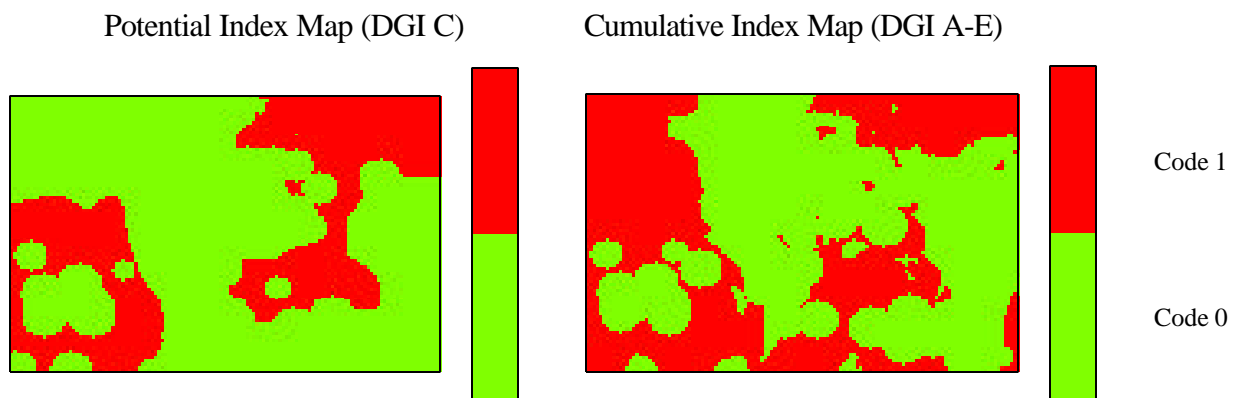 Potential Index Map (DGI C)
Cumulative Index Map (DGI A-E)
Code 1
Code 0